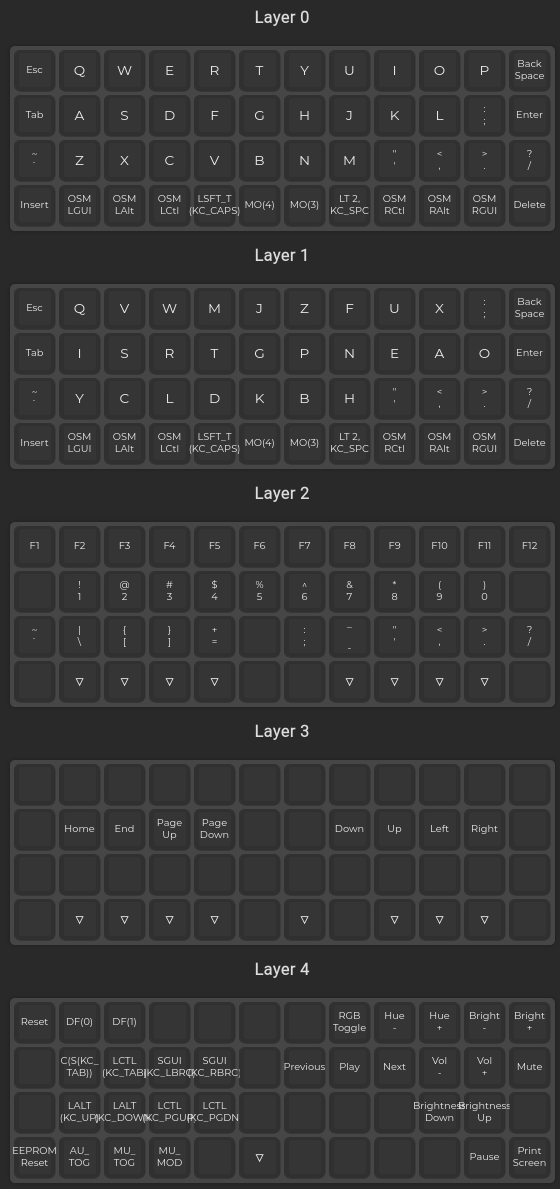 Layer 0
Esc Q W E R T Y U I O P Back Space
Tab A S D F G H J K L : ; Enter
~ ` Z X C V B N M " ' < , > . ? /
Insert OSM LGUI OSM LAlt OSM LCtl LSFT_T (KC_CAPS) MO(4) MO(3) LT 2, KC_SPC OSM RCtl OSM RAlt OSM RGUI Delete
Layer 1
Esc Q V W M J Z F U X : ; Back Space
Tab I S R T G P N E A O Enter
~ ` Y C L D K B H " ' < , > . ? /
Insert OSM LGUI OSM LAlt OSM LCtl LSFT_T (KC_CAPS) MO(4) MO(3) LT 2, KC_SPC OSM RCtl OSM RAlt OSM RGUI Delete
Layer 2
F1 F2 F3 F4 F5 F6 F7 F8 F9 F10 F11 F12
! 1 @ 2 # 3 $ 4 % 5 ^ 6 & 7 * 8 ( 9 ) 0
~ ` | \ { [ } ] + = : ; _ - " ' < , > . ? /
▽ ▽ ▽ ▽ ▽ ▽ ▽ ▽
Layer 3
Home End Page Up Page Down Down Up Left Right
▽ ▽ ▽ ▽ ▽ ▽ ▽ ▽
Layer 4
Reset DF(0) DF(1) RGB Toggle Hue - Hue + Bright - Bright +
C(S(KC_ TAB)) LCTL (KC_TAB) SGUI (KC_LBRC) SGUI (KC_RBRC) Previous Play Next Vol - Vol + Mute
LALT (KC_UP) LALT (KC_DOWN) LCTL (KC_PGUP) LCTL (KC_PGDN) Brightness Down Brightness Up
EEPROM Reset AU_ TOG MU_ TOG MU_ MOD ▽ Pause Print Screen